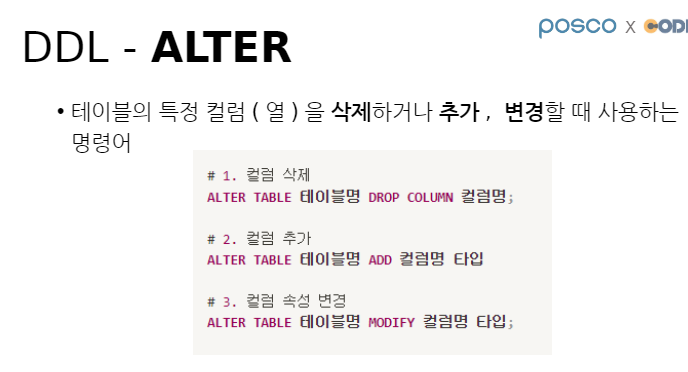 posco x CODI
DDL - ALTER
• 테이블의 특정 컬럼 ( 열 ) 을 삭제하거나 추가 , 변경할 때 사용하는
명령어
# 1. 컬럼 삭제
ALTER TABLE 테이블명 DROP COLUMN 컬럼명;
# 2. 컬럼 추가
ALTER TABLE 테이블명 ADD 컬럼명 타입
# 3. 컬럼 속성 변경
ALTER TABLE 테이블명 MODIFY 컬럼명 타입;